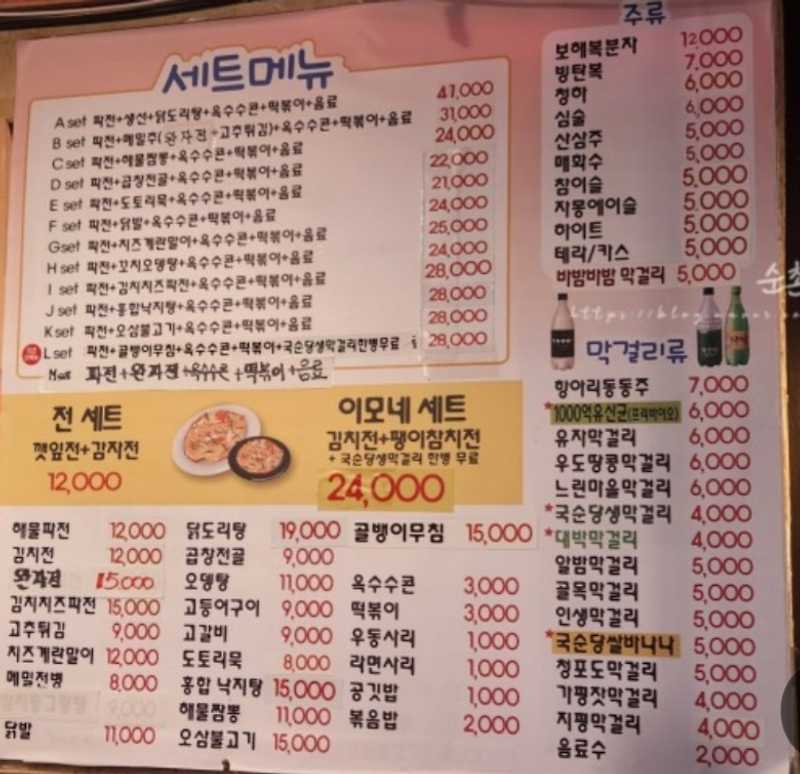 세트메뉴
A set 파전+생선+닭도리탕+옥수수콘+떡볶이+음료 41,000
B set 파전+메밀주(완자전+고추튀김)+옥수수콘+떡볶이+음료 31,000
C set 파전+해물짬뽕+옥수수콘+떡볶이+음료 24,000
D set 파전+곱창전골+옥수수콘+떡볶이+음료 22,000
E set 파전+도토리묵+옥수수콘+떡볶이+음료 21,000
F set 파전+닭발+옥수수콘+떡볶이+음료 24,000
G set 파전+치즈계란말이+옥수수콘+떡볶이+음료 25,000
H set 파전+꼬치오뎅탕+옥수수콘+떡볶이+음료 24,000
I set 파전+김치치즈파전+옥수수콘+떡볶이+음료 28,000
J set 파전+홍합낙지탕+옥수수콘+떡볶이+음료 28,000
K set 파전+오삼불고기+옥수수콘+떡볶이+음료 28,000
L set 파전+골뱅이무침+옥수수콘+떡볶이+국순당생막걸리한병무료 28,000
파전+완자전+옥수수콘+떡볶이+음료
전 세트
깻잎전+감자전
12,000
이모네 세트
김치전+팽이참치전
+ 국순당생막걸리 한병 무료
24,000
해물파전 12,000
김치전 12,000
완자전 15,000
김치치즈파전 15,000
고추튀김 9,000
치즈계란말이 12,000
메밀전병 8,000
9,000
닭발 11,000
닭도리탕 19,000
곱창전골 9,000
오뎅탕 11,000
고등어구이 9,000
고갈비 9,000
도토리묵 8,000
홍합 낙지탕 15,000
해물짬뽕 11,000
오삼불고기 15,000
골뱅이무침 15,000
옥수수콘 3,000
떡볶이 3,000
우동사리 1,000
라면사리 1,000
공깃밥 1,000
볶음밥 2,000
주류
보해복분자 12,000
빙탄복 7,000
청하 6,000
심술 6,000
산삼주 5,000
매화수 5,000
참이슬 5,000
자몽에이슬 5,000
하이트 5,000
테라/카스 5,000
바밤바밤 막걸리 5,000
막걸리류
항아리동동주 7,000
*1000억유산균(프리바이오) 6,000
유자막걸리 6,000
우도땅콩막걸리 6,000
느린마을막걸리 6,000
*국순당생막걸리 4,000
*대박막걸리 4,000
알밤막걸리 5,000
골목막걸리 5,000
인생막걸리 5,000
*국순당쌀바나나 5,000
청포도막걸리 5,000
가평잣막걸리 4,000
지평막걸리 4,000
음료수 2,000